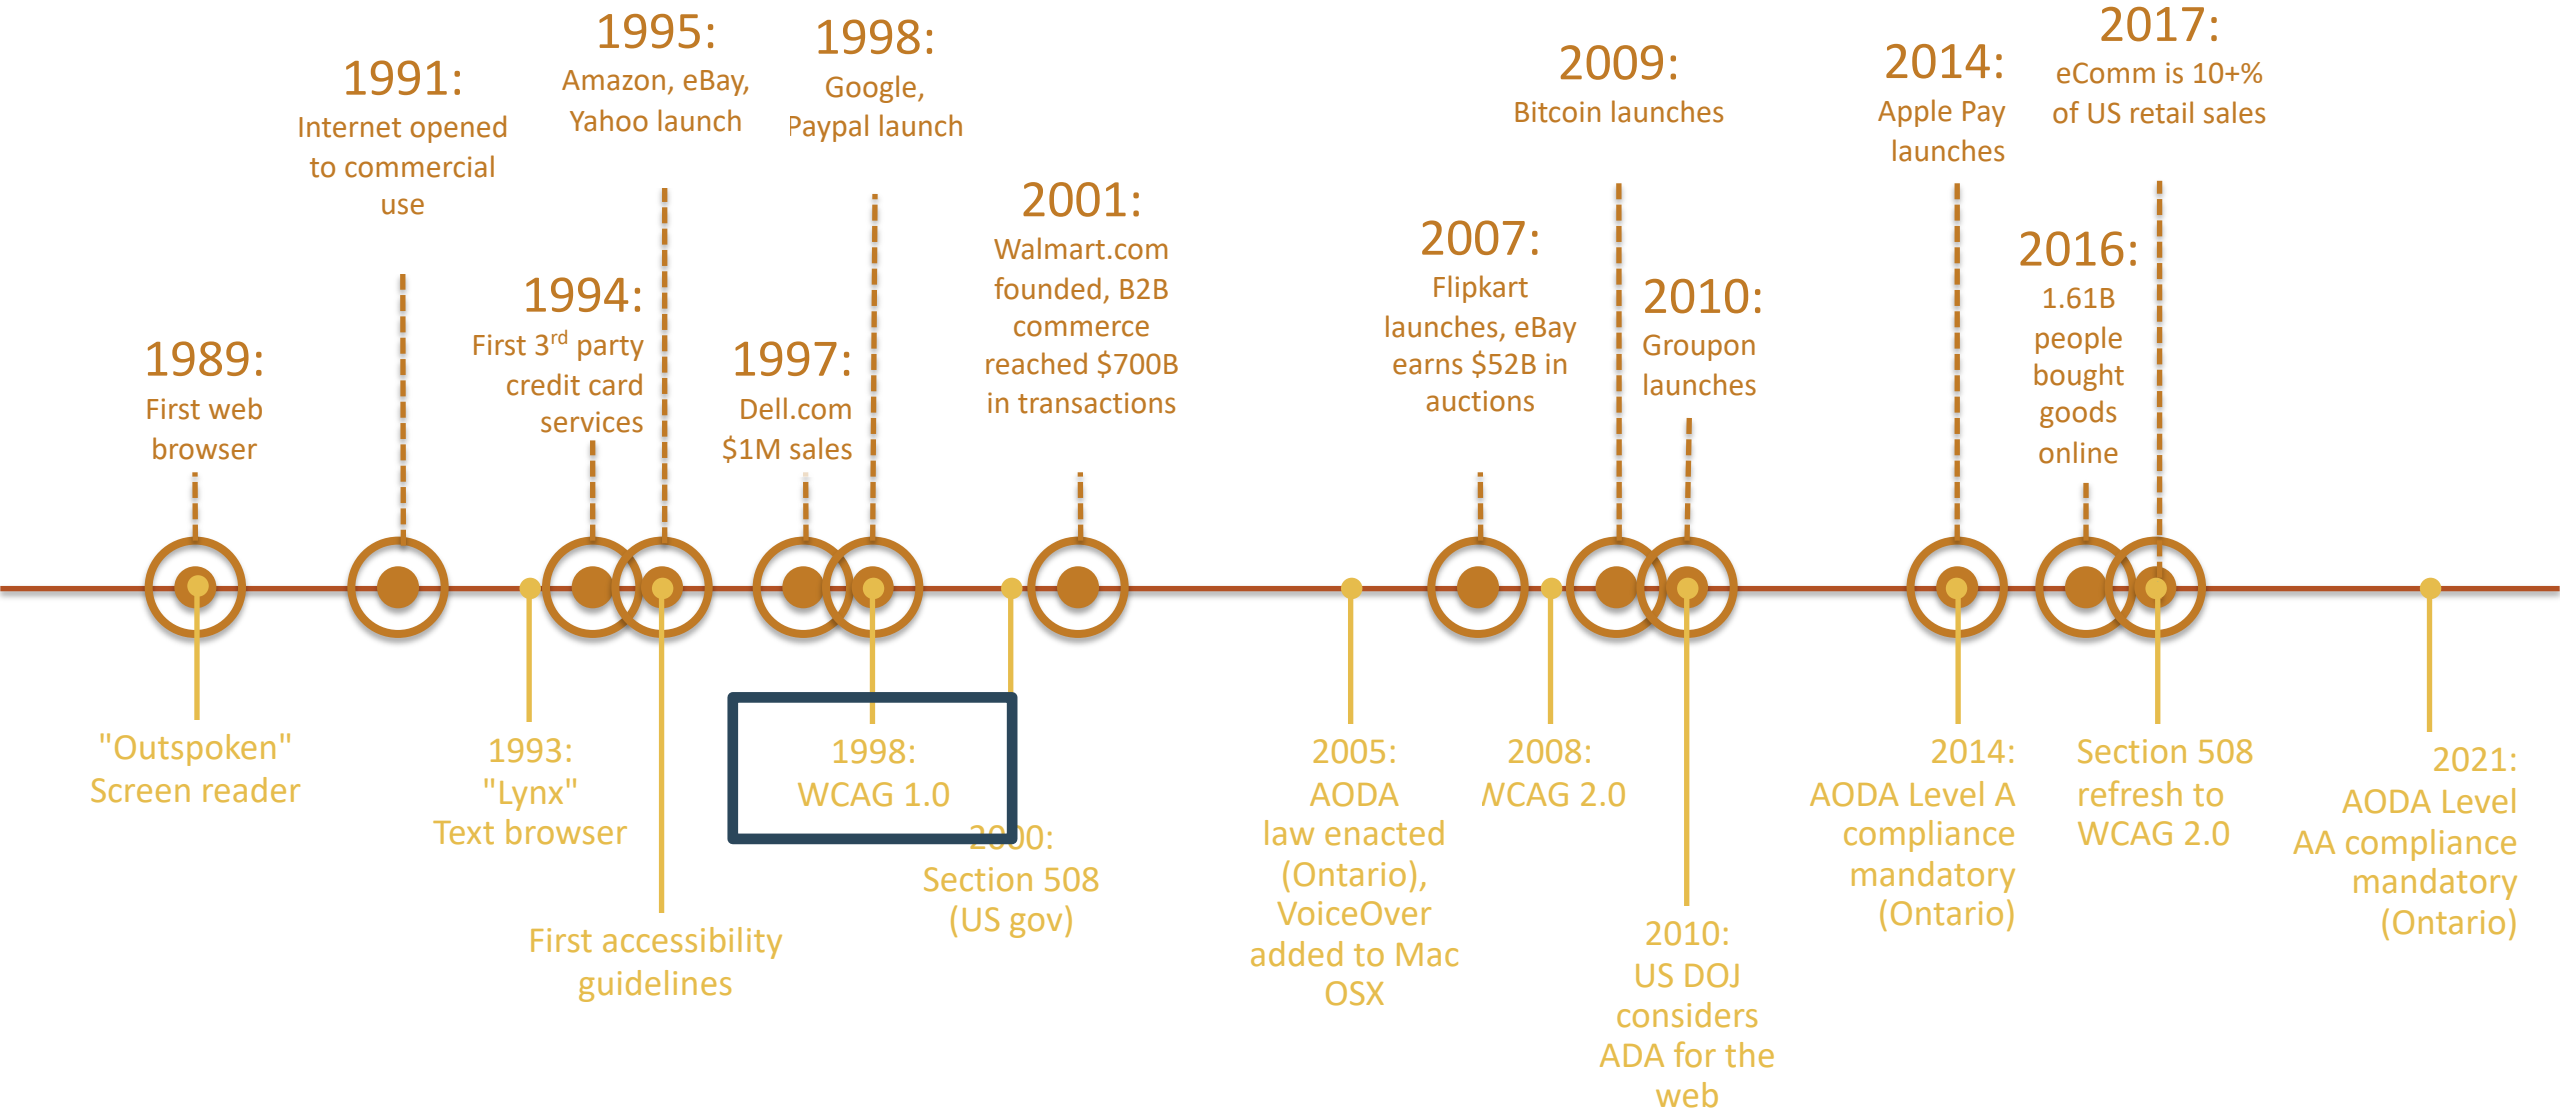 1989:
First web
browser
1991:
Internet opened
to commercial
use
1994:
First 3rd party
credit card
services
1995:
Amazon, eBay,
Yahoo launch
1997:
Dell.com
$1M sales
1998:
Google,
Paypal launch
2001:
Walmart.com
founded, B2B
commerce
reached $700B
in transactions
2007:
Flipkart
launches, eBay
earns $52B in
auctions
2009:
Bitcoin launches
2010:
Groupon
launches
2014:
Apple Pay
launches
2016:
1.61B
people
bought
goods
online
2017:
eComm is 10+%
of US retail sales
"Outspoken"
Screen reader
1993:
"Lynx"
Text browser
First accessibility
guidelines
1998:
WCAG 1.0
2000:
Section 508
(US gov)
2005:
AODA
law enacted
(Ontario),
VoiceOver
added to Mac
OSX
2008:
WCAG 2.0
2010:
US DOJ
considers
ADA for the
web
2014:
AODA Level A
compliance
mandatory
(Ontario)
Section 508
refresh to
WCAG 2.0
2021:
AODA Level
AA compliance
mandatory
(Ontario)